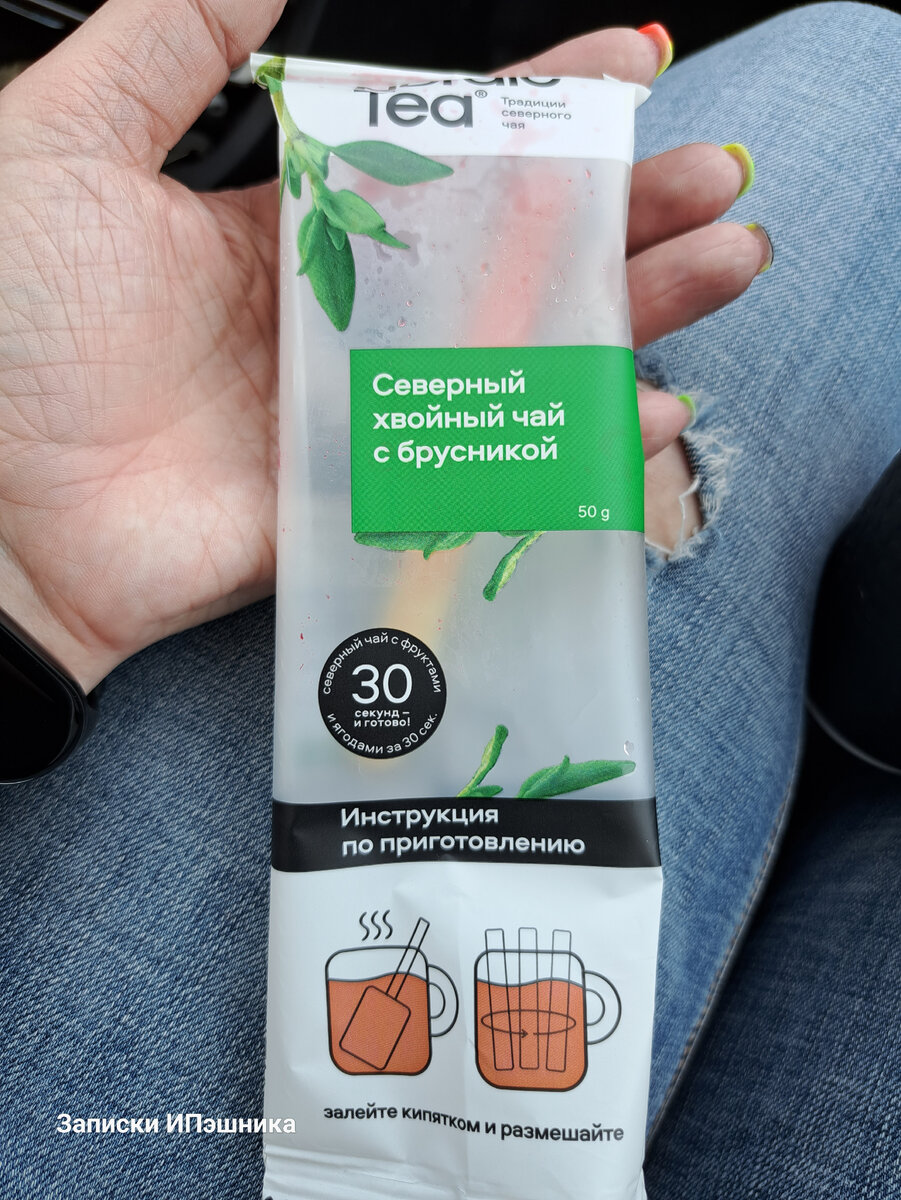 Tea®
Традиции
северного
чая
Северный
хвойный чай
с брусникой
50 g
северный чай с фруктами
30
секунд –
и готово!
и ягодами за 30 сек.
Инструкция
по приготовлению
залейте кипятком и размешайте
Записки ИПэшника